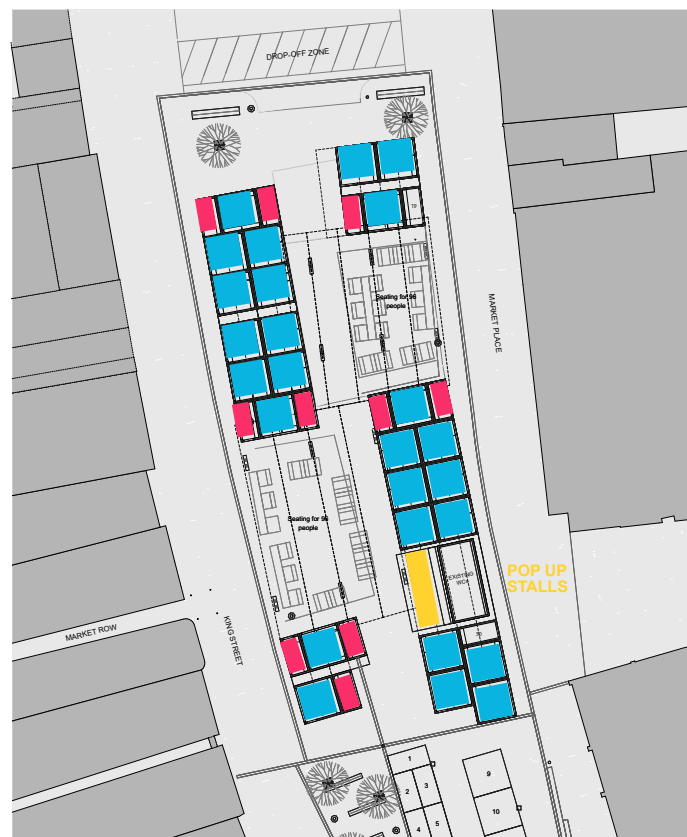 DROP-OFF ZONE
TP
Seating for 96
people
MARKET PLACE
Seating for 96
people
EXISTING
WCs
POP UP
STALLS
MARKET ROW
KING STREET
1
2
3
4
5
9
10